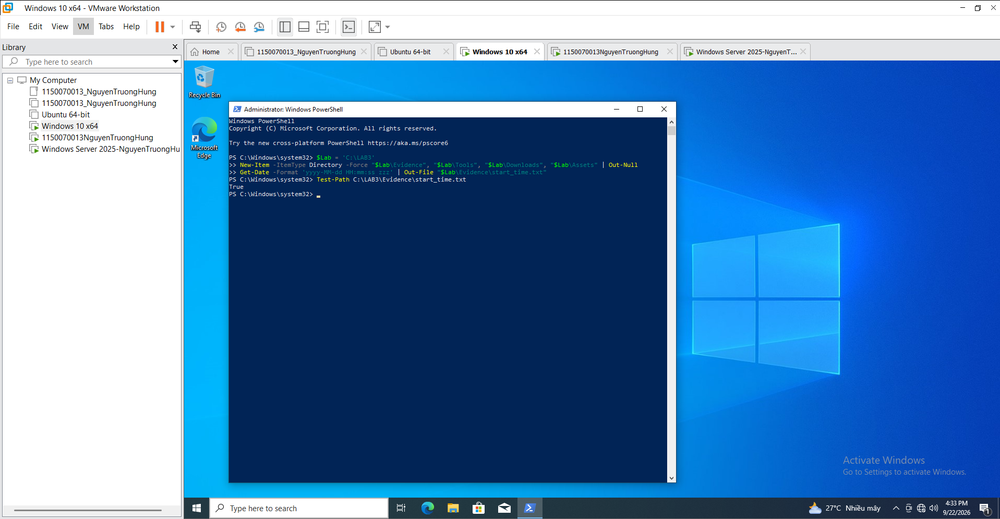 Windows 10 x64 - VMware Workstation
File Edit View VM Tabs Help
Library
Type here to search
My Computer
1150070013_NguyenTruongHung
1150070013_NguyenTruongHung
Ubuntu 64-bit
Windows 10 x64
1150070013NguyenTruongHung
Windows Server 2025-NguyenTruongHu
Home
1150070013_NguyenTruongHung
Ubuntu 64-bit
Windows 10 x64
1150070013NguyenTruongHung
Windows Server 2025-NguyenT...
Recycle Bin
Microsoft
Edge
Administrator: Windows PowerShell
Windows PowerShell
Copyright (C) Microsoft Corporation. All rights reserved.
Try the new cross-platform PowerShell https://aka.ms/pscore6
PS C:\Windows\system32> $Lab = 'C:\LAB3'
>> New-Item -ItemType Directory -Force "$Lab\Evidence", "$Lab\Tools", "$Lab\Downloads", "$Lab\Assets" | Out-Null
>> Get-Date -Format 'yyyy-MM-dd HH:mm:ss zzz' | Out-File "$Lab\Evidence\start_time.txt"
PS C:\Windows\system32> Test-Path C:\LAB3\Evidence\start_time.txt
True
PS C:\Windows\system32>
Activate Windows
Go to Settings to activate Windows.
Type here to search
27°C Nhiều mây
4:33 PM
9/22/2026
1